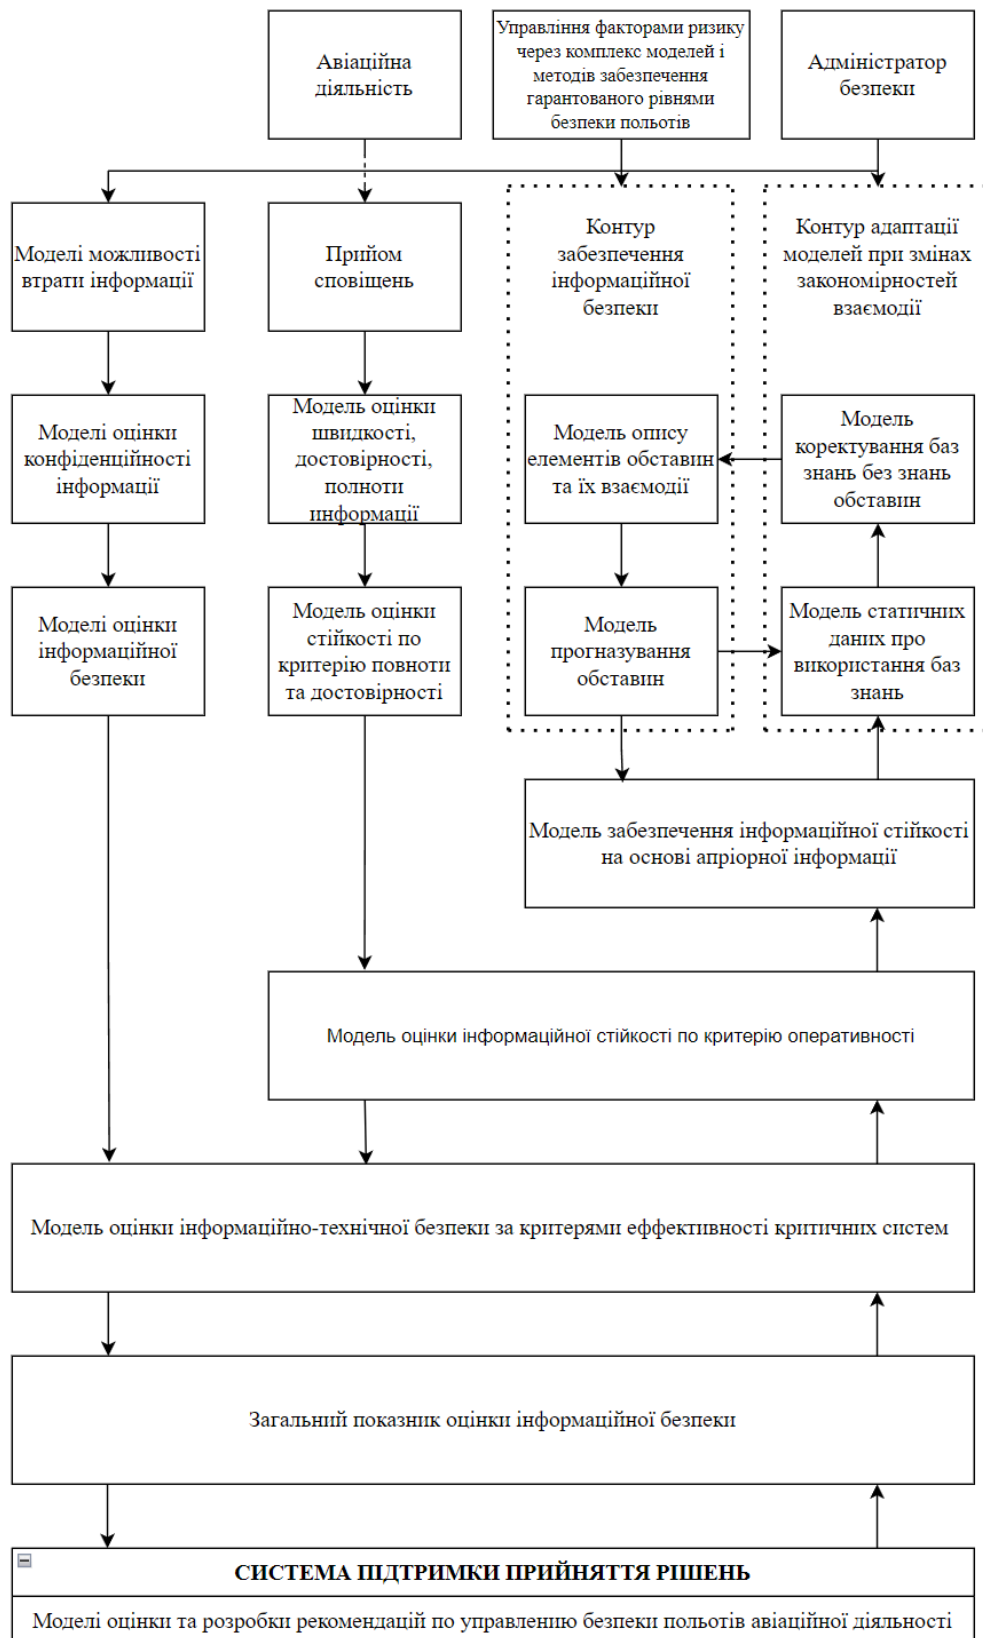 Авіаційна
діяльність
Управління факторами ризику
через комплекс моделей і
методів забезпечення
гарантованого рівнями
безпеки польотів
Адміністратор
безпеки
Моделі можливості
втрати інформації
Прийом
сповіщень
Контур
забезпечення
інформаційної
безпеки
Контур адаптації
моделей при змінах
закономірностей
взаємодії
Моделі оцінки
конфіденційності
інформації
Модель оцінки
швидкості,
достовірності,
полноти
информації
Модель опису
елементів обставин
та їх взаємодії
Модель
коректування баз
знань без знань
обставин
Моделі оцінки
інформаційної
безпеки
Модель оцінки
стійкості по
критерію повноти
та достовірності
Модель
прогназування
обставин
Модель статичних
даних про
використання баз
знань
Модель забезпечення інформаційної стійкості
на основі апріорної інформації
Модель оцінки інформаційної стійкості по критерію оперативності
Модель оцінки інформаційно-технічної безпеки за критерями еффективності критичних систем
Загальний показник оцінки інформаційної безпеки
СИСТЕМА ПІДТРИМКИ ПРИЙНЯТТЯ РІШЕНЬ
Моделі оцінки та розробки рекомендацій по управлінню безпеки польотів авіаційної діяльності